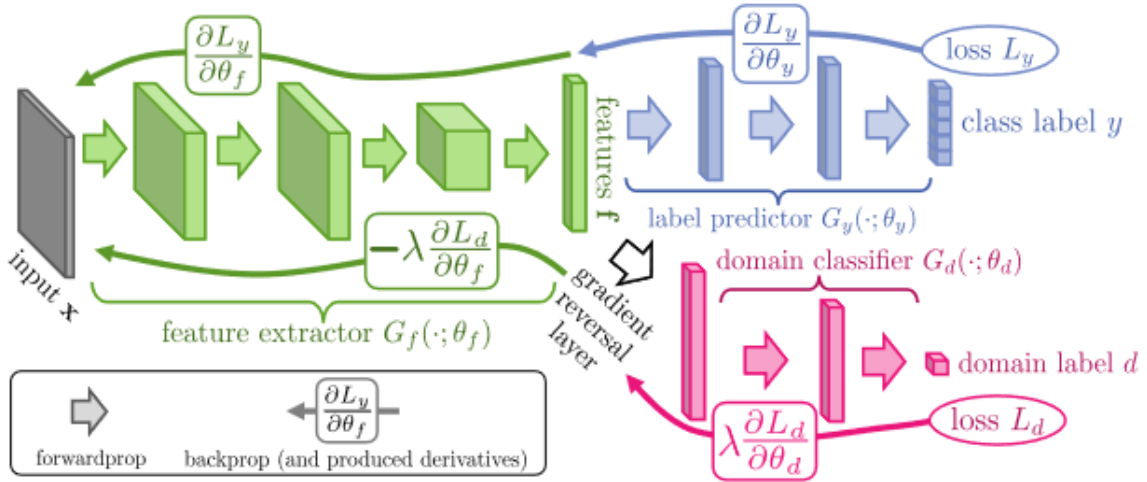 ∂L_y/∂θ_f
∂L_y/∂θ_y
loss L_y
features f
class label y
label predictor G_y(·; θ_y)
input x
−λ ∂L_d/∂θ_f
feature extractor G_f(·; θ_f)
gradient
reversal
layer
domain classifier G_d(·; θ_d)
domain label d
λ ∂L_d/∂θ_d
loss L_d
∂L_y/∂θ_f
forwardprop
backprop (and produced derivatives)